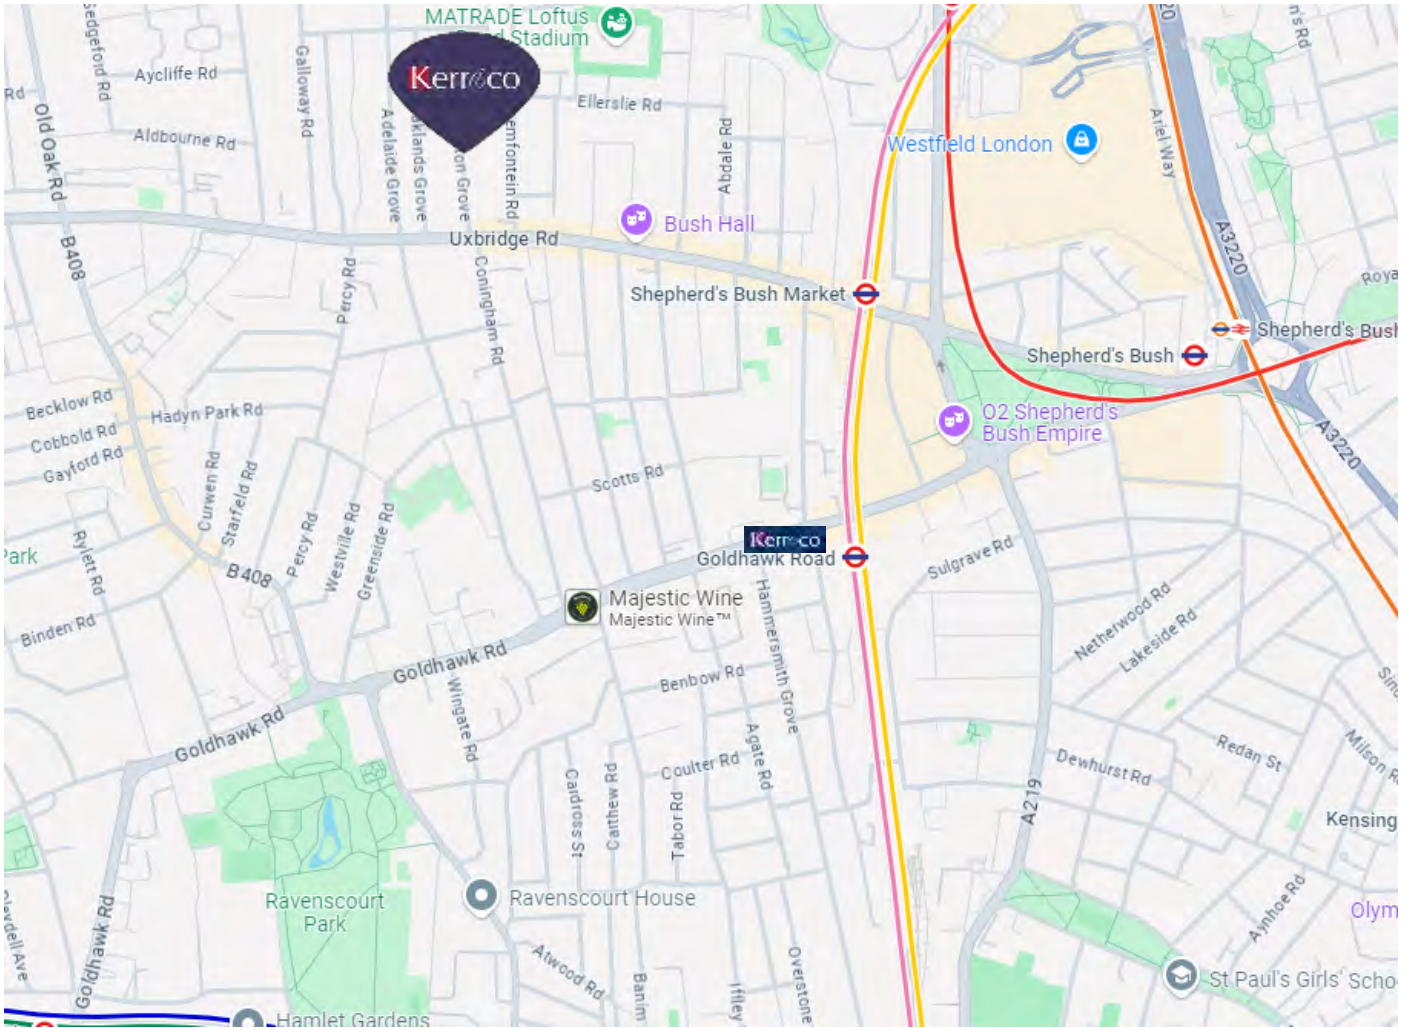 MATRADE Loftus
Stadium
Sedgeford Rd
Aycliffe Rd
Galloway Rd
Kerr&co
20
20
Rd
Old Oak Rd
Aldbourne Rd
Adelaide Grove
Ellerslie Rd
Abdale Rd
Westfield London
Ariel Way
A3220
B408
Uxbridge Rd
Bush Hall
Percy Rd
Coningham Rd
Shepherd's Bush Market
Shepherd's Bush
Shepherd's Bush
Becklow Rd
Hadyn Park Rd
Cobbold Rd
Gayford Rd
O2 Shepherd's
Bush Empire
A3220
Curwen Rd
Starfield Rd
Scotts Rd
Percy Rd
Westville Rd
Greenside Rd
Kerr&co
Goldhawk Road
Sulgrave Rd
Park
Rylett Rd
B408
Majestic Wine
Majestic Wine™
Hammersmith Grove
Netherwood Rd
Lakeside Rd
Binden Rd
Goldhawk Rd
Benbow Rd
Wingate Rd
Goldhawk Rd
Agate Rd
Coulter Rd
Dewhurst Rd
Redan St
Milson R
Cardross St
Carthew Rd
Tabor Rd
A219
Kensing
Ravenscourt
Park
Ravenscourt House
Goldhawk Rd
Aynhoe Rd
Olym
Atwood Rd
Banim
Iffley
Overstone
St Paul's Girls' Scho
Hamlet Gardens